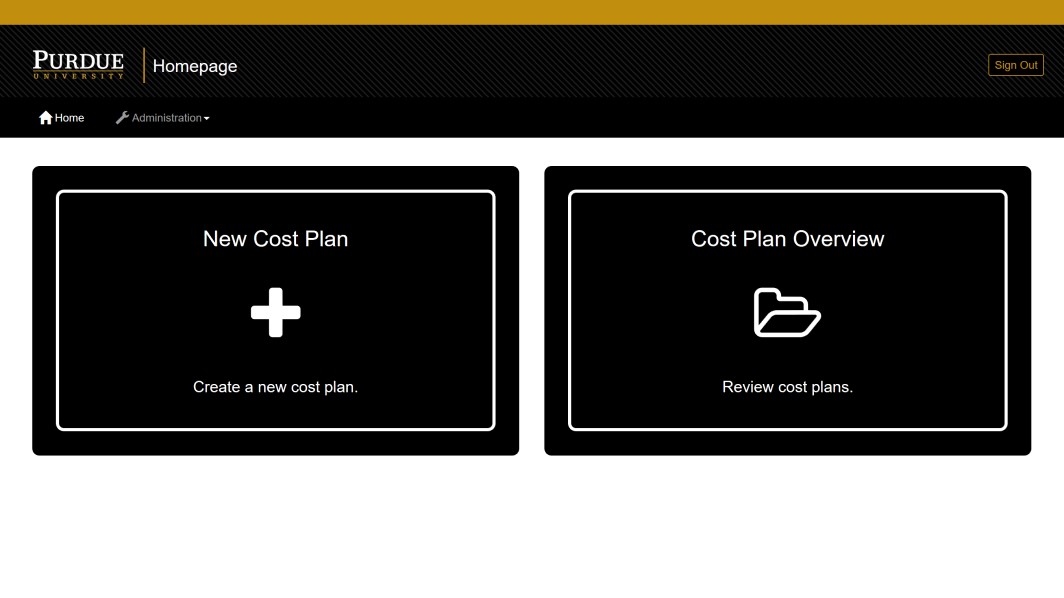 PURDUE
UNIVERSITY
Homepage
Sign Out
Home
Administration
New Cost Plan
Create a new cost plan.
Cost Plan Overview
Review cost plans.